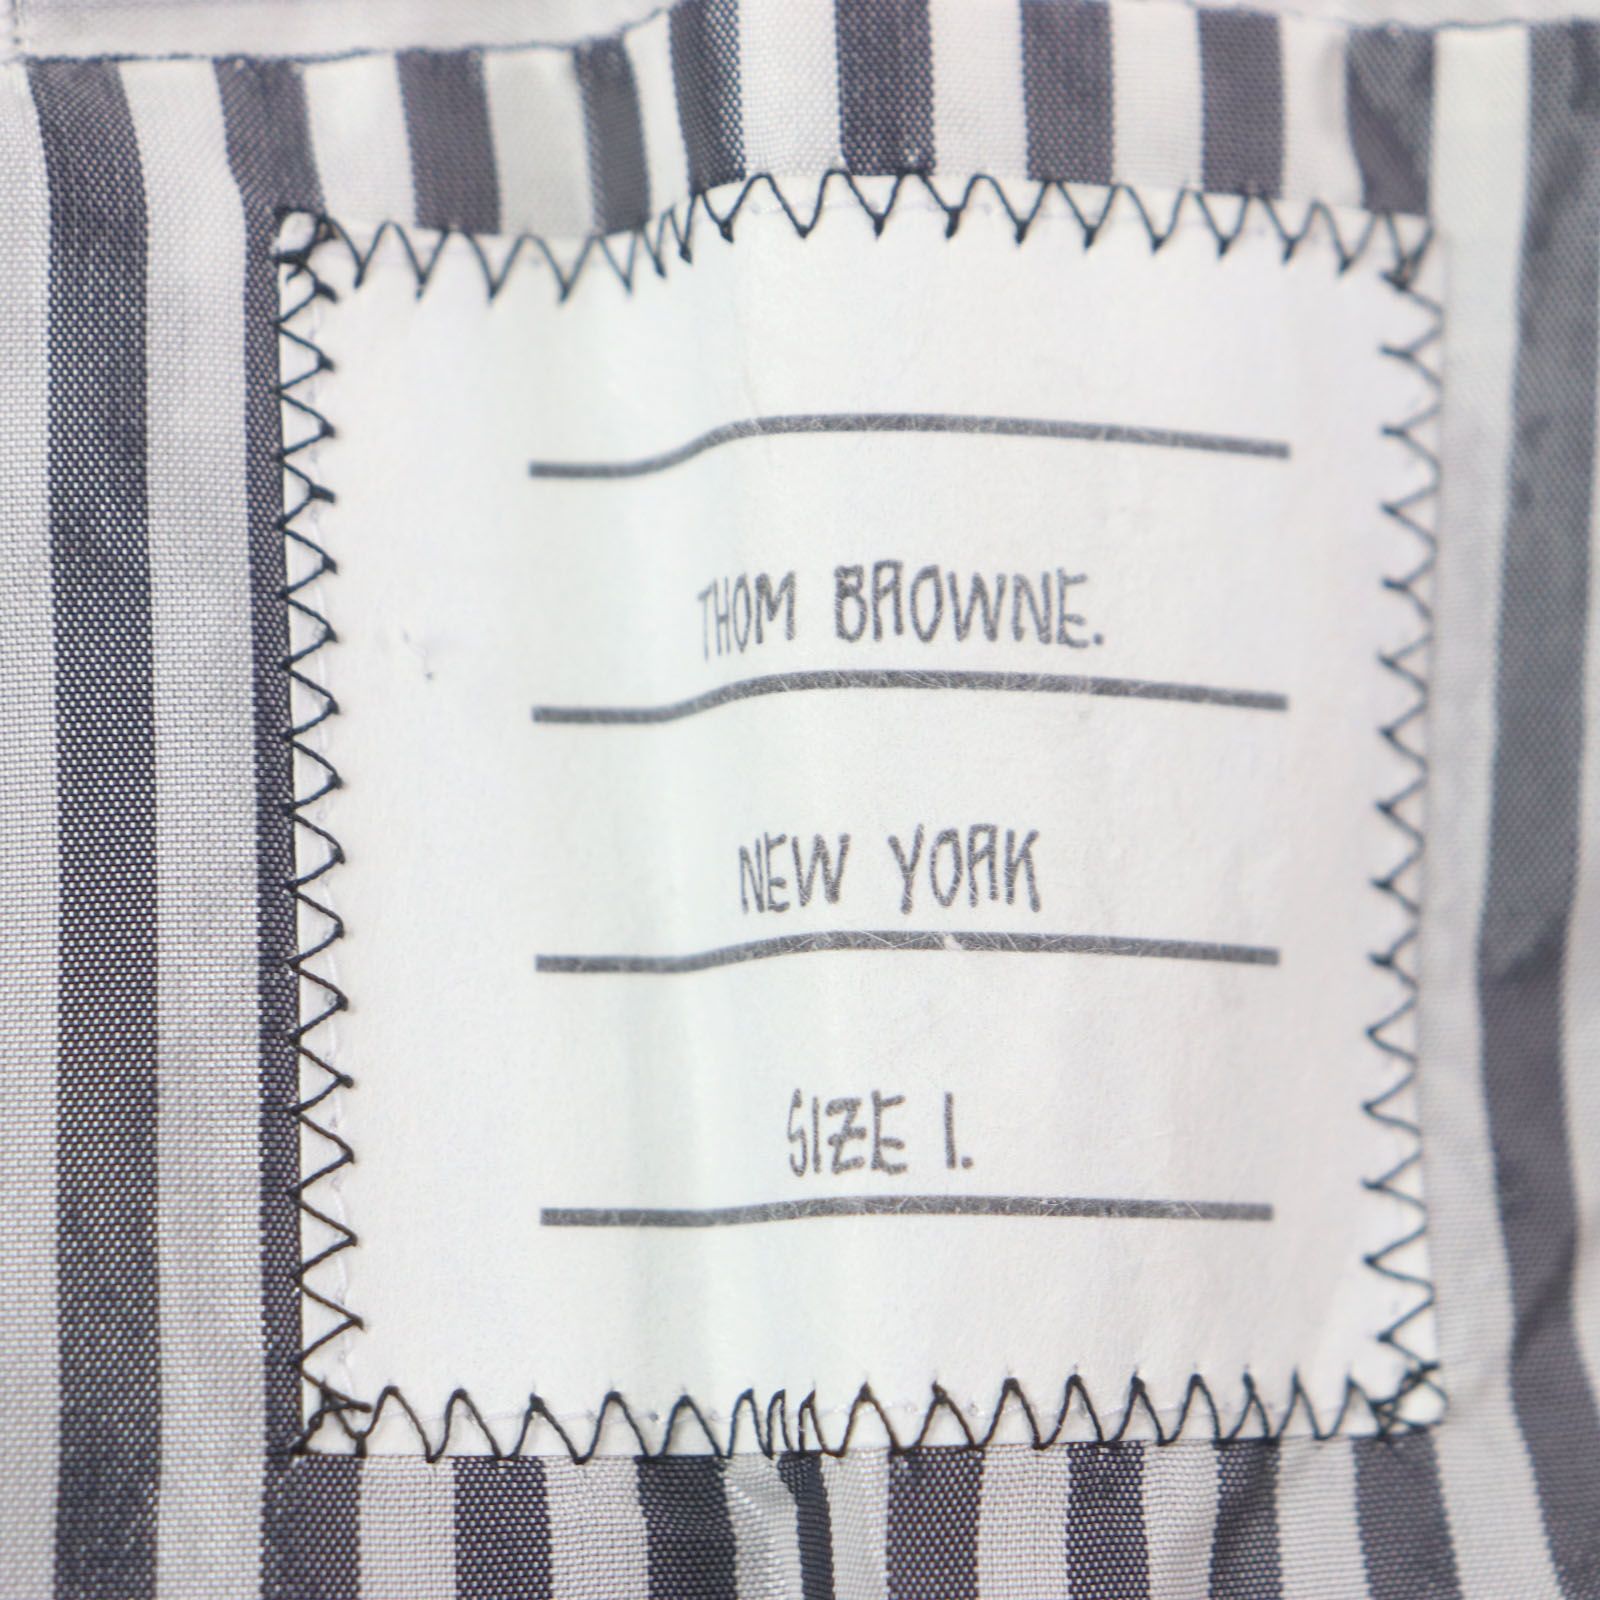 THOM BROWNE.
NEW YORK
SIZE 1.